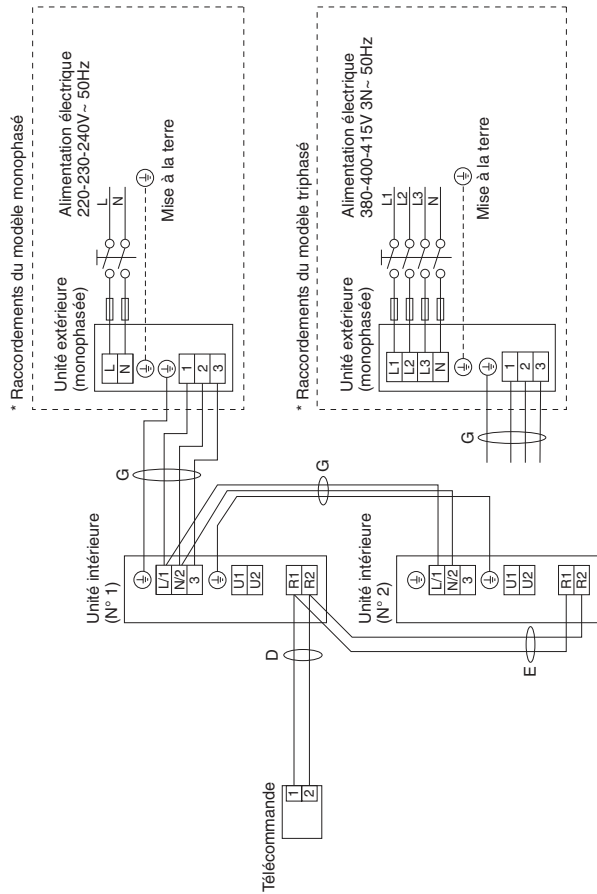 * Raccordements du modèle monophasé
Unité extérieure
(monophasée)
Alimentation électrique
220-230-240V ~ 50Hz
L
N
L
N
Mise à la terre
1
2
3
G
* Raccordements du modèle triphasé
Unité extérieure
(monophasée)
Alimentation électrique
380-400-415V 3N~ 50Hz
L1
L2
L3
N
L1
L2
L3
N
Mise à la terre
1
2
3
G
Unité intérieure
(N° 1)
L/1
N/2
3
U1
U2
R1
R2
G
Unité intérieure
(N° 2)
L/1
N/2
3
U1
U2
R1
R2
D
E
Télécommande
1
2